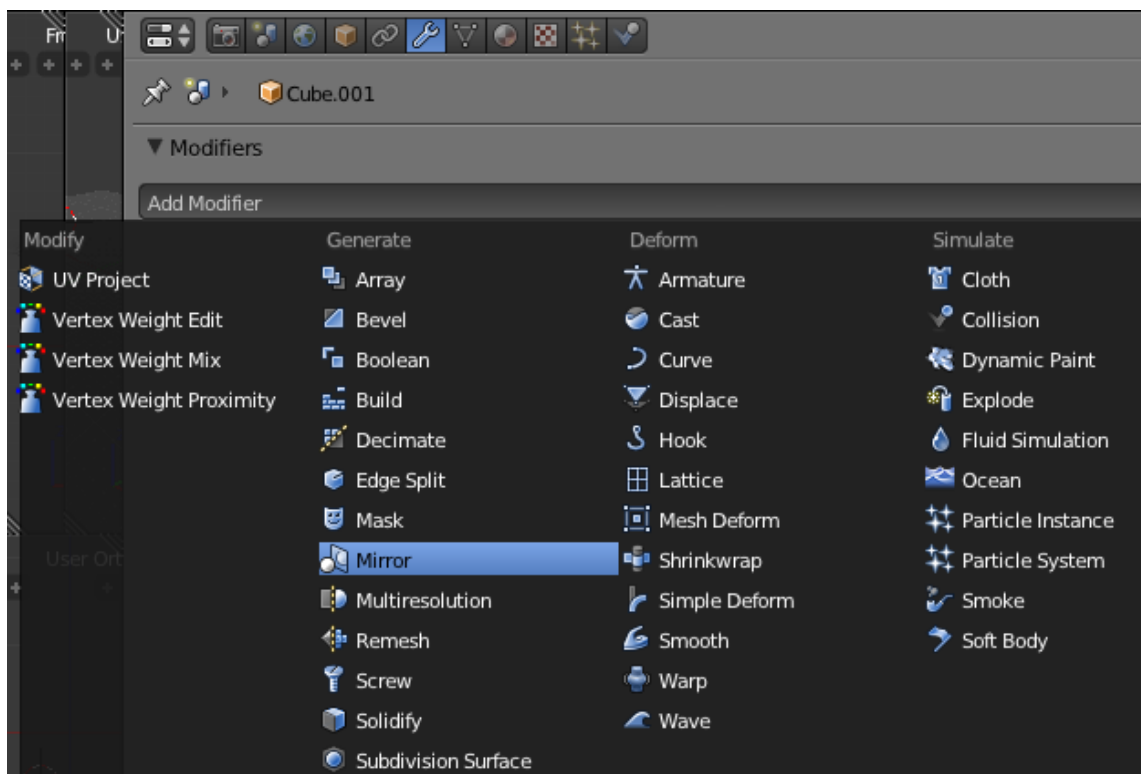 Fr U
Cube.001
Modifiers
Add Modifier
Modify Generate Deform Simulate
UV Project Array Armature Cloth
Vertex Weight Edit Bevel Cast Collision
Vertex Weight Mix Boolean Curve Dynamic Paint
Vertex Weight Proximity Build Displace Explode
Decimate Hook Fluid Simulation
Edge Split Lattice Ocean
Mask Mesh Deform Particle Instance
User Ort Mirror Shrinkwrap Particle System
Multiresolution Simple Deform Smoke
Remesh Smooth Soft Body
Screw Warp
Solidify Wave
Subdivision Surface